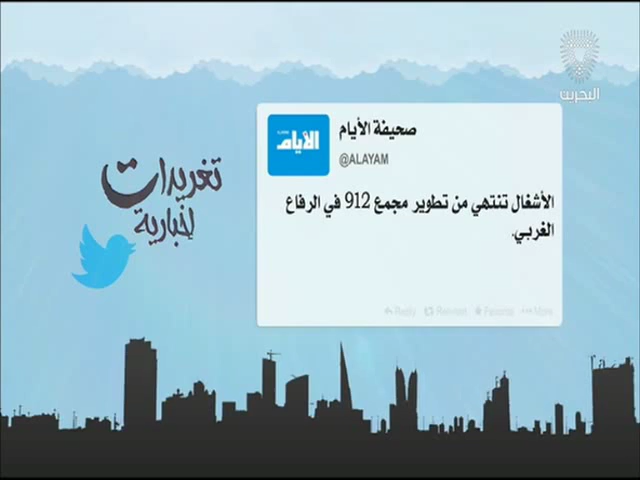 البحرين
صحيفة الأيام
@ALAYAM
الأيام
تغريدات
إخبارية
الأشغال تنتهي من تطوير مجمع 912 في الرفاع
الغربي.
Reply Retweet Favorite More